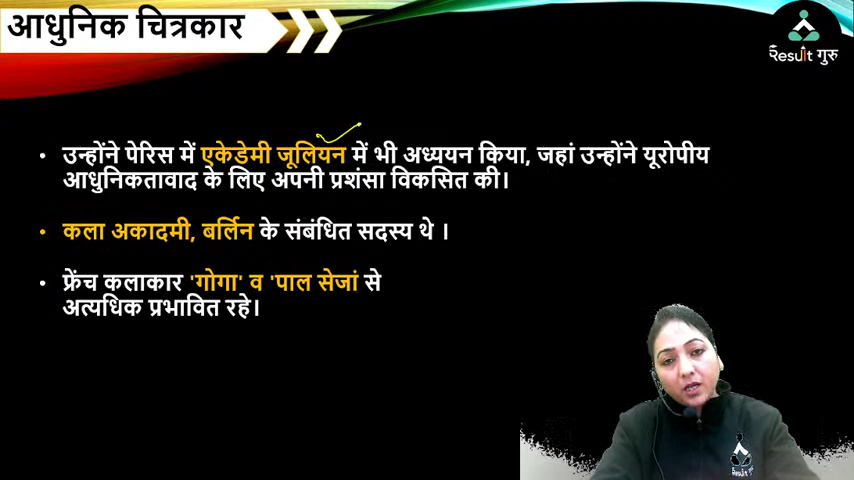 आधुनिक चित्रकार
Result गुरु
• उन्होंने पेरिस में एकेडेमी जूलियन में भी अध्ययन किया, जहां उन्होंने यूरोपीय
आधुनिकतावाद के लिए अपनी प्रशंसा विकसित की।
• कला अकादमी, बर्लिन के संबंधित सदस्य थे ।
• फ्रेंच कलाकार 'गोगा' व 'पाल सेजां से
अत्यधिक प्रभावित रहे।